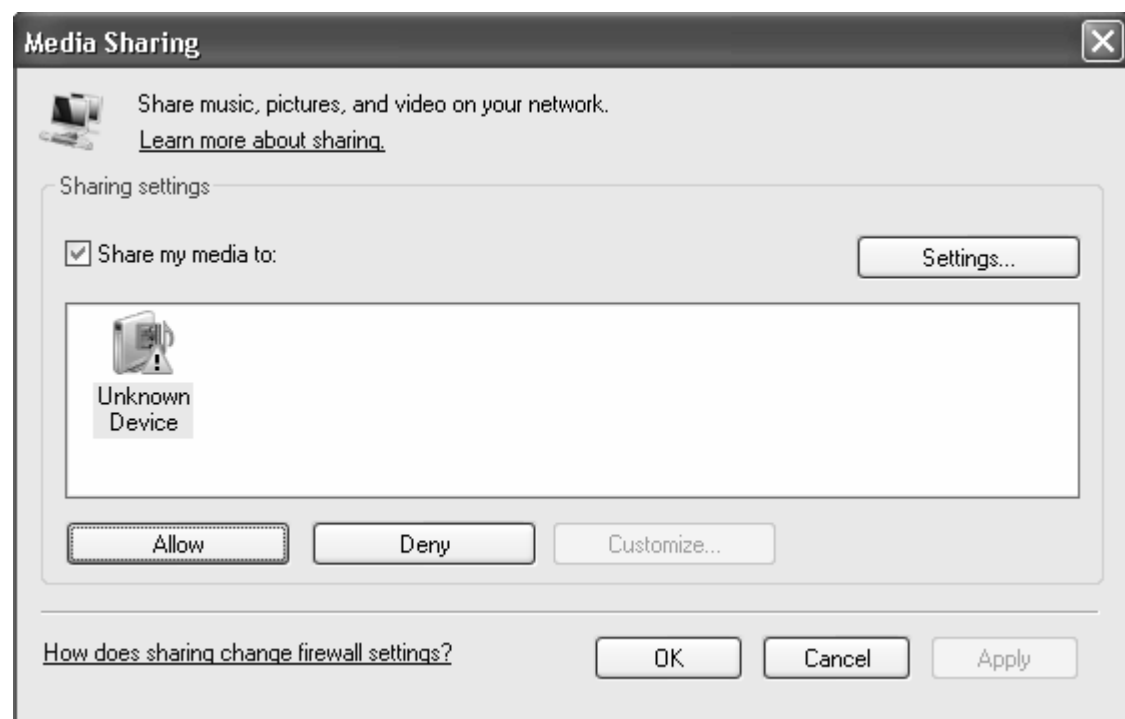 Media Sharing
Share music, pictures, and video on your network.
Learn more about sharing.
Sharing settings
Share my media to:
Settings...
Unknown
Device
Allow
Deny
Customize...
How does sharing change firewall settings?
OK
Cancel
Apply